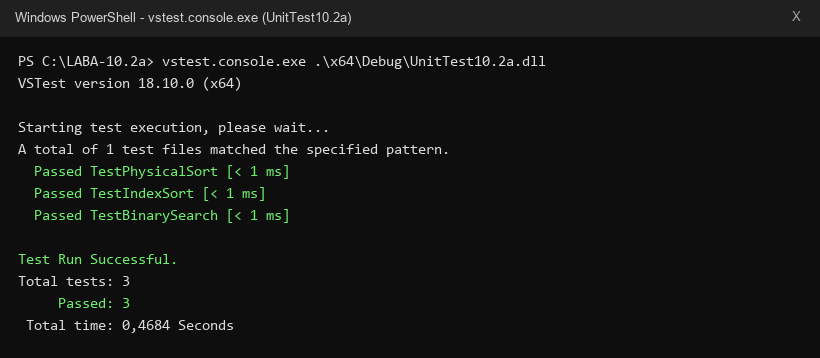 Windows PowerShell - vstest.console.exe (UnitTest10.2a)
X
PS C:\LABA-10.2a> vstest.console.exe .\x64\Debug\UnitTest10.2a.dll
VSTest version 18.10.0 (x64)
Starting test execution, please wait...
A total of 1 test files matched the specified pattern.
Passed TestPhysicalSort [< 1 ms]
Passed TestIndexSort [< 1 ms]
Passed TestBinarySearch [< 1 ms]
Test Run Successful.
Total tests: 3
Passed: 3
Total time: 0,4684 Seconds